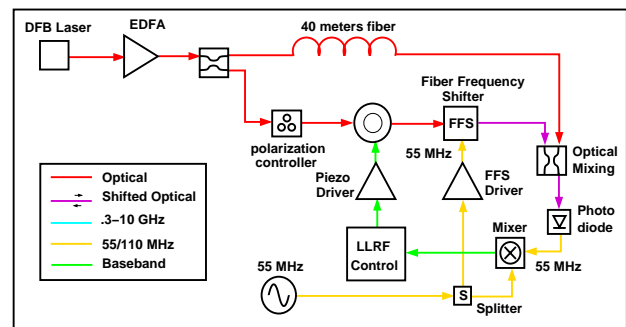 DFB Laser
EDFA
40 meters fiber
Fiber Frequency
Shifter
FFS
polarization
controller
55 MHz
Optical
Mixing
Piezo
Driver
FFS
Driver
Optical
Shifted Optical
.3–10 GHz
55/110 MHz
Baseband
Photo
diode
Mixer
LLRF
Control
55 MHz
55 MHz
S
Splitter